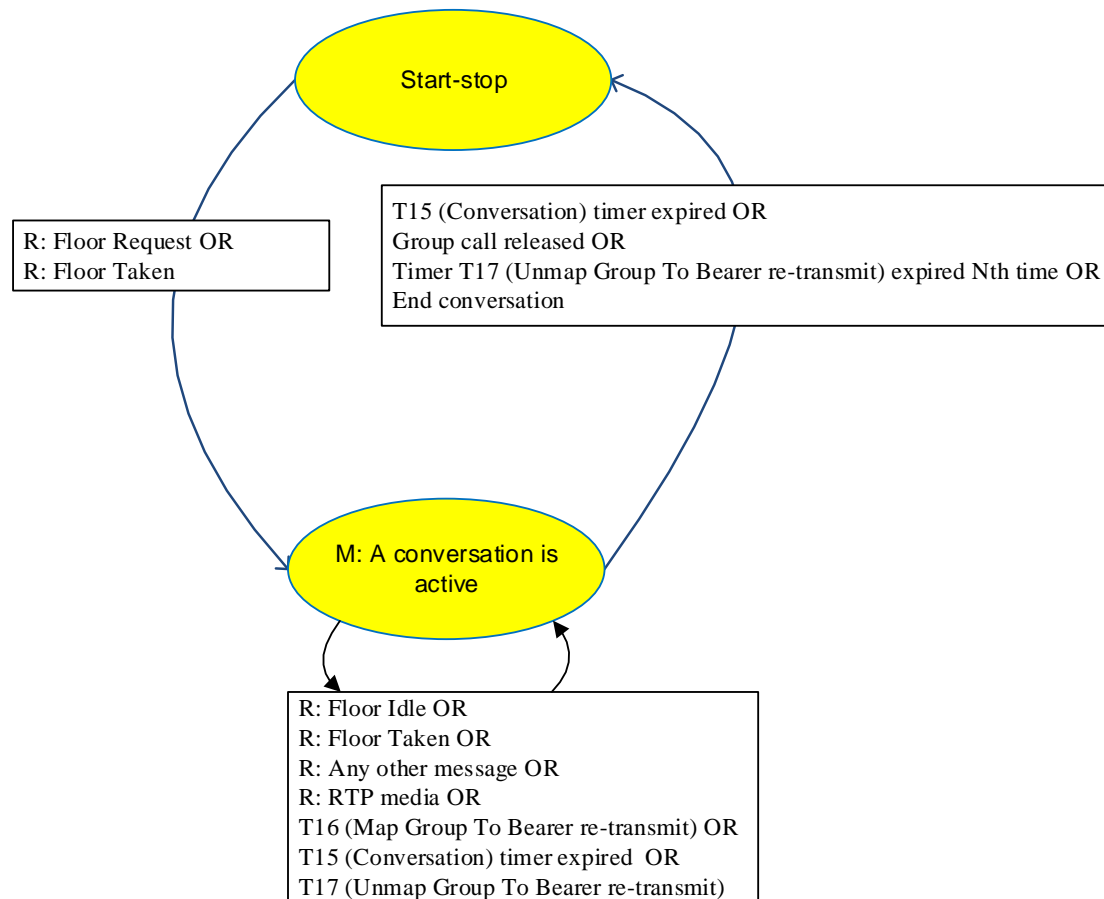 Start-stop
R: Floor Request OR
R: Floor Taken
T15 (Conversation) timer expired OR
Group call released OR
Timer T17 (Unmap Group To Bearer re-transmit) expired Nth time OR
End conversation
M: A conversation is
active
R: Floor Idle OR
R: Floor Taken OR
R: Any other message OR
R: RTP media OR
T16 (Map Group To Bearer re-transmit) OR
T15 (Conversation) timer expired  OR
T17 (Unmap Group To Bearer re-transmit)